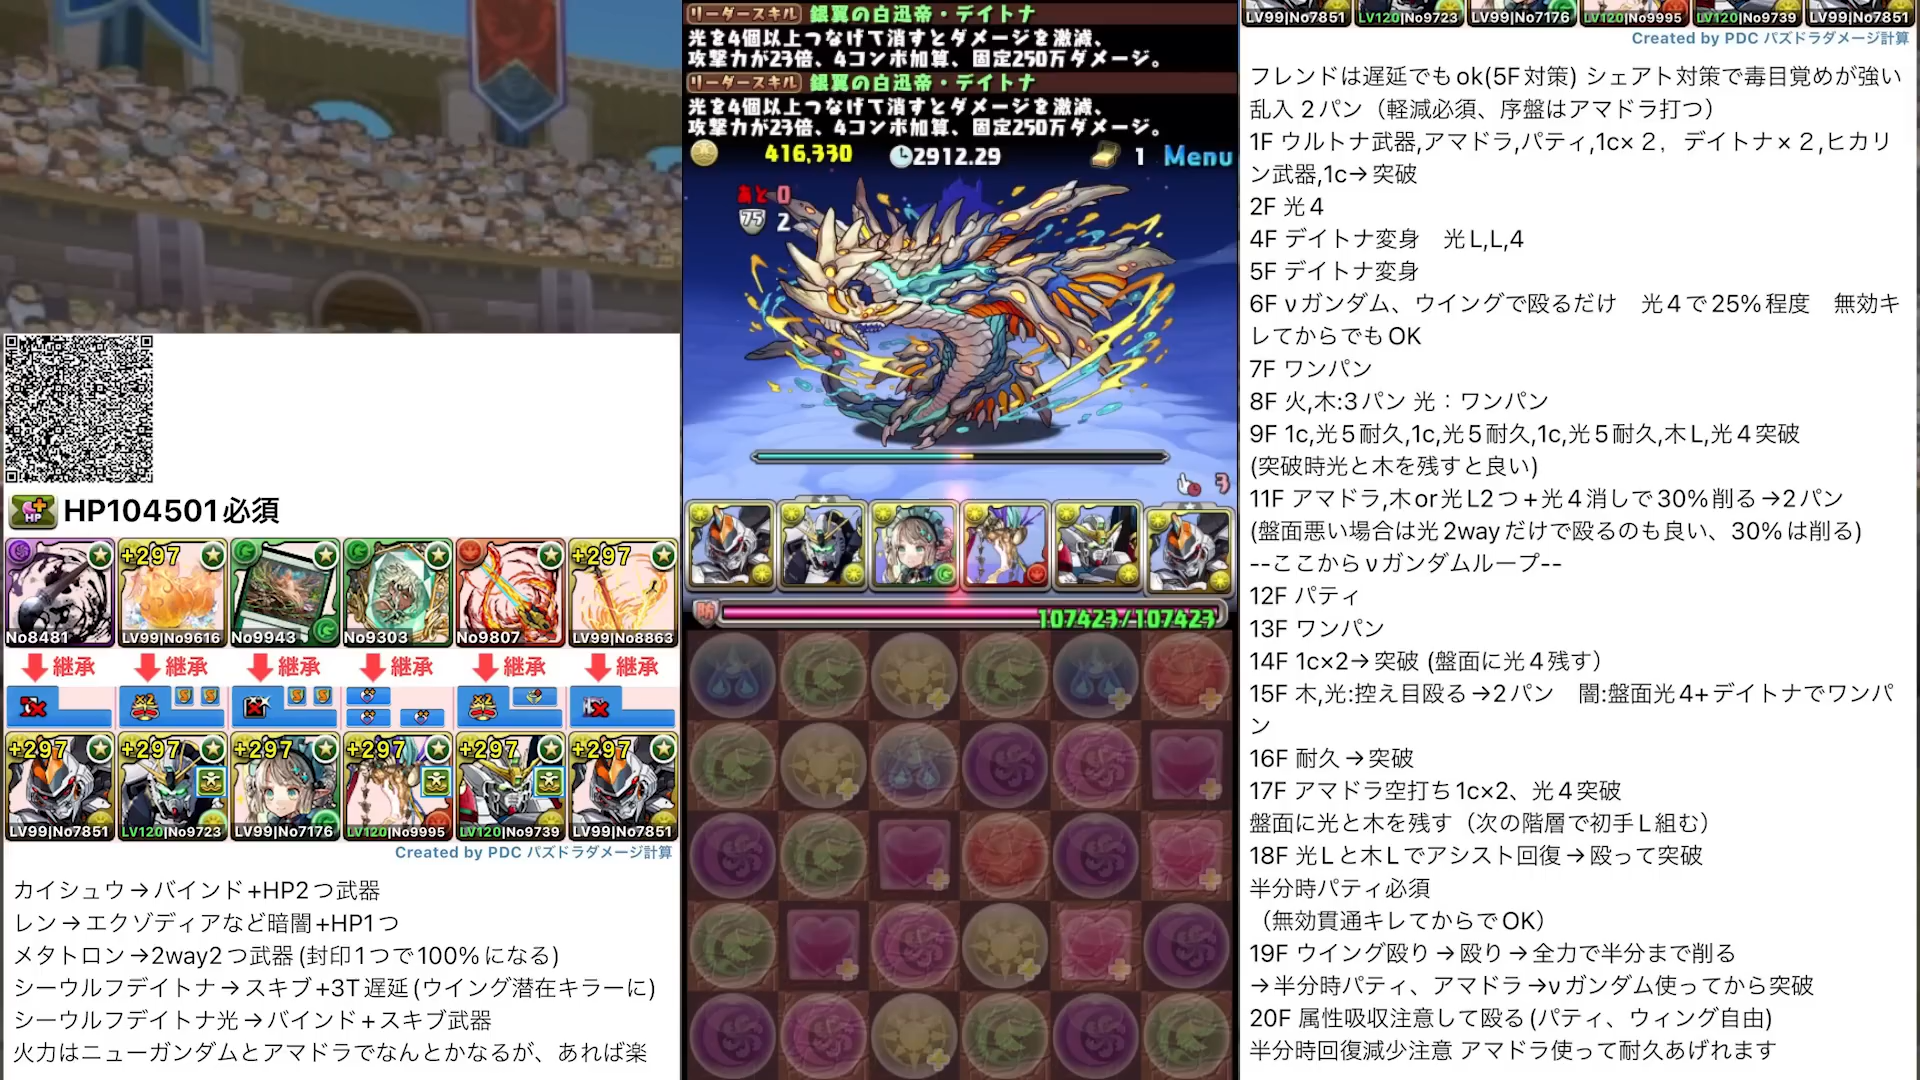 HP104501必須
No8481
+297
LV99|No9616
No9943
No9303
No9807
+297
LV99|No8863
継承
継承
継承
継承
継承
継承
+297
+297
+297
+297
+297
+297
LV99|No7851
LV120|No9723
LV99|No7176
LV120|No9995
LV120|No9739
LV99|No7851
Created by PDC パズドラダメージ計算
カイシュウ→バインド+HP2つ武器
レン→エクゾディアなど暗闇+HP1つ
メタトロン→2way2つ武器(封印1つで100%になる)
シーウルフデイトナ→スキブ+3T遅延(ウイング潜在キラーに)
シーウルフデイトナ光→バインド+スキブ武器
火力はニューガンダムとアマドラでなんとかなるが、あれば楽
リーダースキル 銀翼の白迅帝・デイトナ
光を4個以上つなげて消すとダメージを激減、
攻撃力が23倍、4コンボ加算、固定250万ダメージ。
リーダースキル 銀翼の白迅帝・デイトナ
光を4個以上つなげて消すとダメージを激減、
攻撃力が23倍、4コンボ加算、固定250万ダメージ。
416,330
2912.29
1
Menu
あと0
75 2
3
防
107423/107423
LV99|No7851
LV120|No9723
LV99|No7176
LV120|No9995
LV120|No9739
LV99|No7851
Created by PDC パズドラダメージ計算
フレンドは遅延でもok(5F対策) シェアト対策で毒目覚めが強い
乱入2パン（軽減必須、序盤はアマドラ打つ）
1F ウルトナ武器,アマドラ,パティ,1c×2，デイトナ×2,ヒカリ
ン武器,1c→突破
2F 光4
4F デイトナ変身　光L,L,4
5F デイトナ変身
6F νガンダム、ウイングで殴るだけ　光4で25%程度　無効キ
レてからでもOK
7F ワンパン
8F 火,木:3パン 光：ワンパン
9F 1c,光5耐久,1c,光5耐久,1c,光5耐久,木L,光4突破
(突破時光と木を残すと良い)
11F アマドラ,木or光L2つ+光4消しで30%削る→2パン
(盤面悪い場合は光2wayだけで殴るのも良い、30%は削る)
--ここからνガンダムループ--
12F パティ
13F ワンパン
14F 1c×2→突破 (盤面に光4残す）
15F 木,光:控え目殴る→2パン　闇:盤面光4+デイトナでワンパ
ン
16F 耐久→突破
17F アマドラ空打ち1c×2、光4突破
盤面に光と木を残す（次の階層で初手L組む）
18F 光Lと木Lでアシスト回復→殴って突破
半分時パティ必須
（無効貫通キレてからでOK）
19F ウイング殴り→殴り→全力で半分まで削る
→半分時パティ、アマドラ→νガンダム使ってから突破
20F 属性吸収注意して殴る(パティ、ウィング自由)
半分時回復減少注意 アマドラ使って耐久あげれます